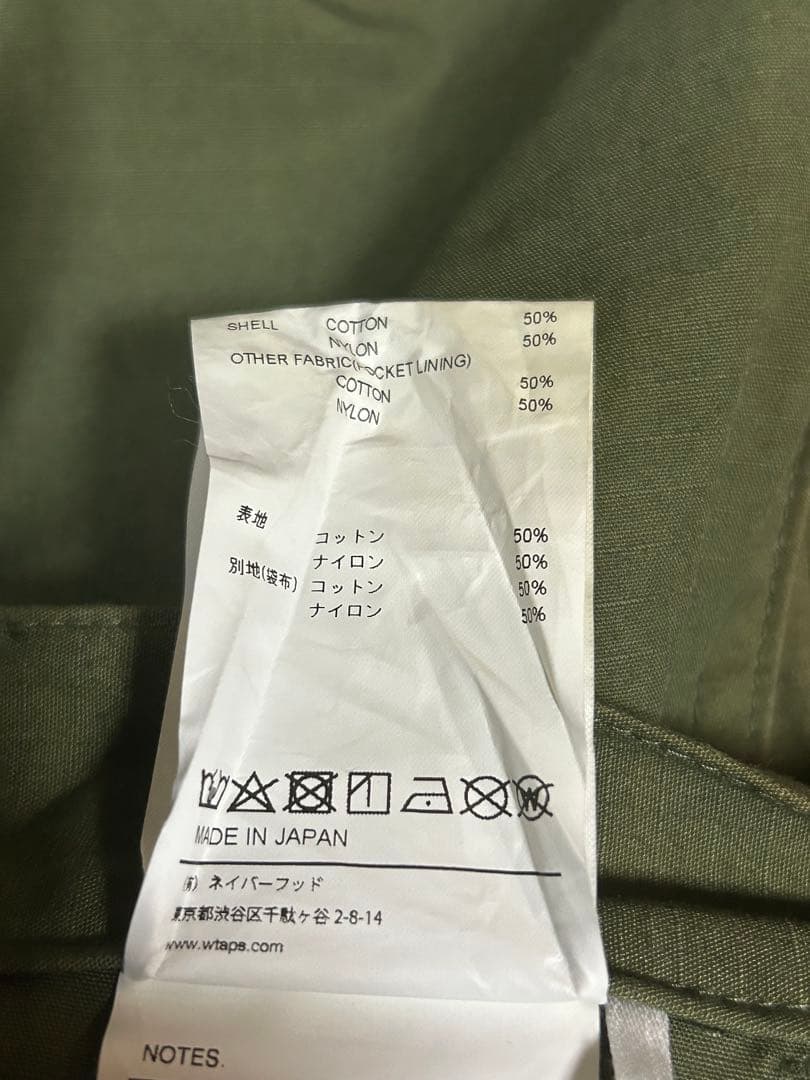 SHELL COTTON 50%
NYLON 50%
OTHER FABRIC(POCKET LINING)
COTTON 50%
NYLON 50%
表地 コットン 50%
ナイロン 50%
別地(袋布) コットン 50%
ナイロン 50%
W
MADE IN JAPAN
(有) ネイバーフッド
東京都渋谷区千駄ヶ谷 2-8-14
www.wtaps.com
NOTES.